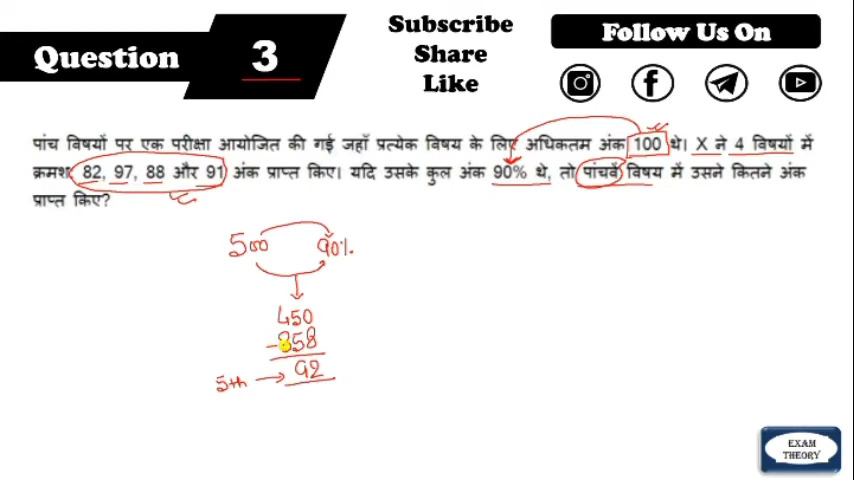 Question
3
Subscribe
Share
Like
Follow Us On
पांच विषयों पर एक परीक्षा आयोजित की गई जहाँ प्रत्येक विषय के लिए अधिकतम अंक 100 थे। X ने 4 विषयों में
क्रमश 82, 97, 88 और 91 अंक प्राप्त किए। यदि उसके कुल अंक 90% थे, तो पांचवें विषय में उसने कितने अंक
प्राप्त किए?
500 90%
450
-358
5th → 92
EXAM
THEORY